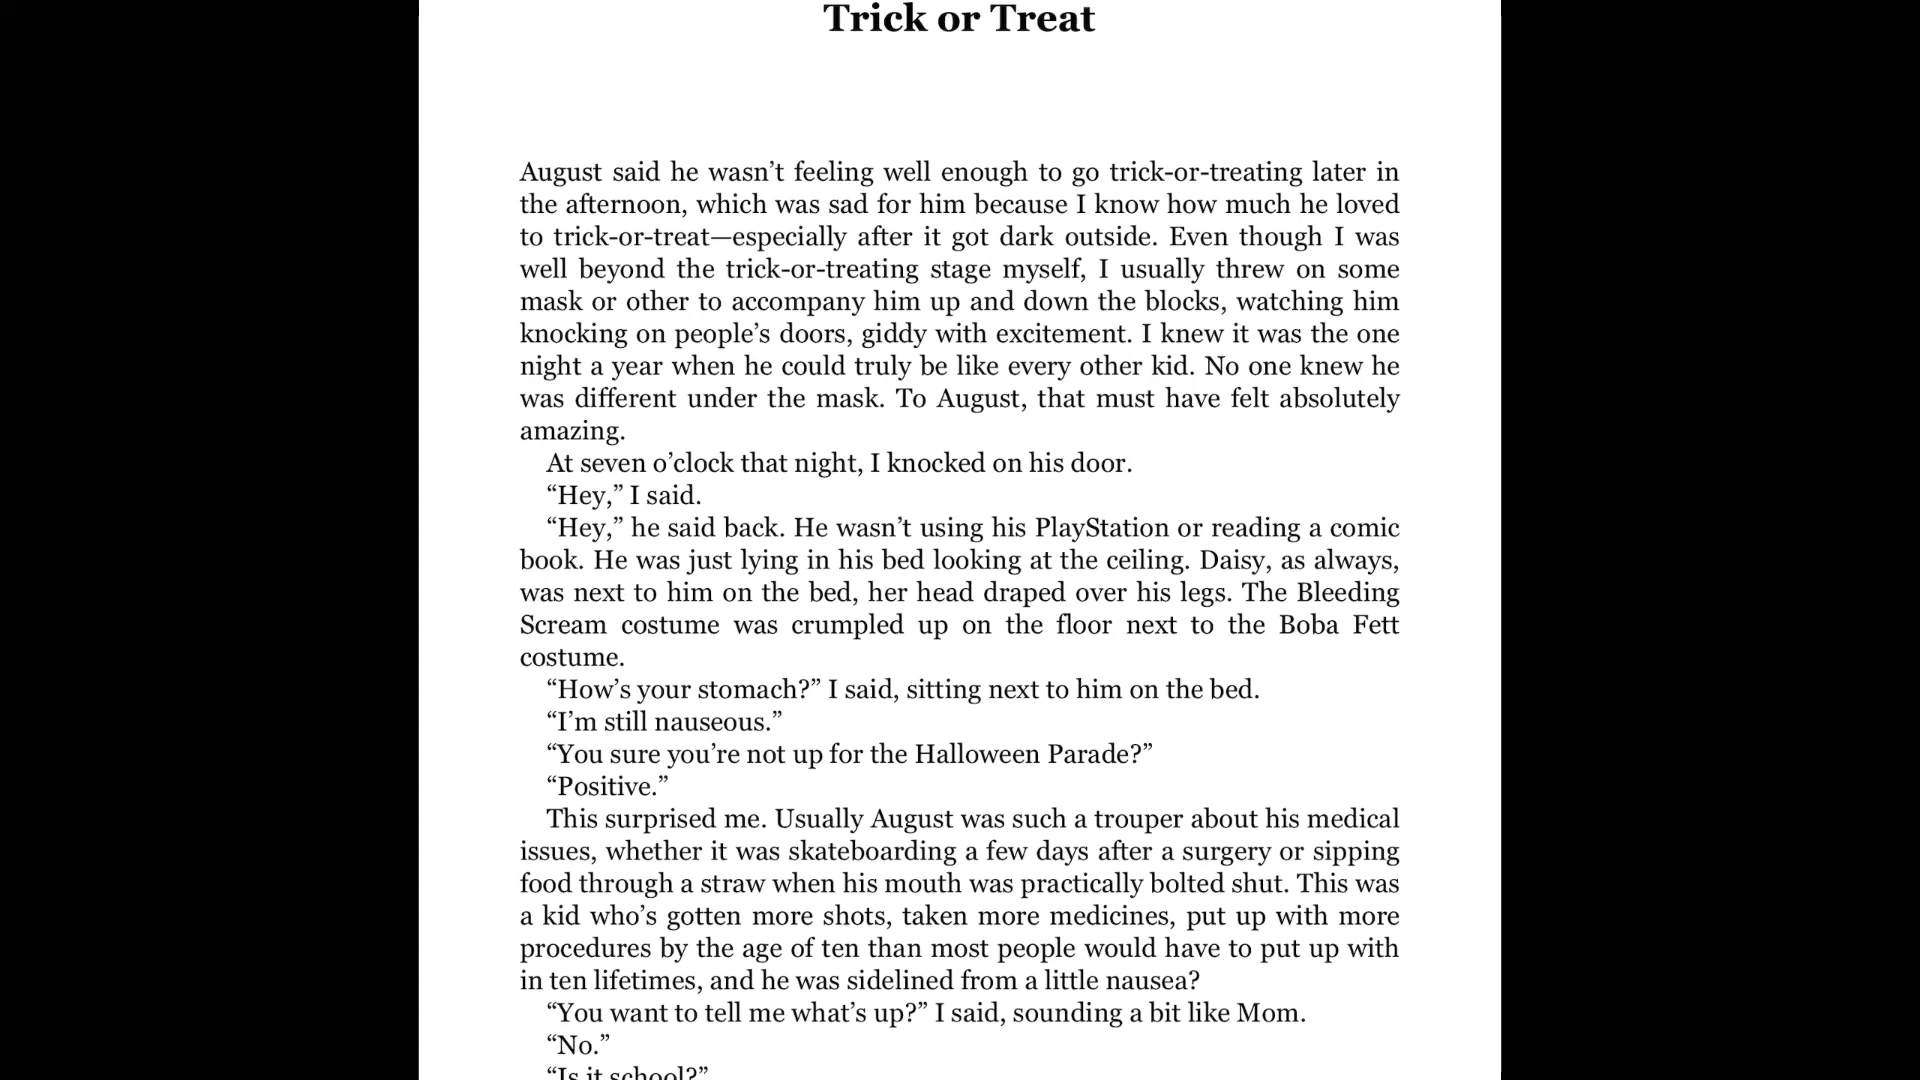 Trick or Treat
August said he wasn’t feeling well enough to go trick-or-treating later in
the afternoon, which was sad for him because I know how much he loved
to trick-or-treat—especially after it got dark outside. Even though I was
well beyond the trick-or-treating stage myself, I usually threw on some
mask or other to accompany him up and down the blocks, watching him
knocking on people’s doors, giddy with excitement. I knew it was the one
night a year when he could truly be like every other kid. No one knew he
was different under the mask. To August, that must have felt absolutely
amazing.
At seven o’clock that night, I knocked on his door.
“Hey,” I said.
“Hey,” he said back. He wasn’t using his PlayStation or reading a comic
book. He was just lying in his bed looking at the ceiling. Daisy, as always,
was next to him on the bed, her head draped over his legs. The Bleeding
Scream costume was crumpled up on the floor next to the Boba Fett
costume.
“How’s your stomach?” I said, sitting next to him on the bed.
“I’m still nauseous.”
“You sure you’re not up for the Halloween Parade?”
“Positive.”
This surprised me. Usually August was such a trouper about his medical
issues, whether it was skateboarding a few days after a surgery or sipping
food through a straw when his mouth was practically bolted shut. This was
a kid who’s gotten more shots, taken more medicines, put up with more
procedures by the age of ten than most people would have to put up with
in ten lifetimes, and he was sidelined from a little nausea?
“You want to tell me what’s up?” I said, sounding a bit like Mom.
“No.”
“Is it school?”